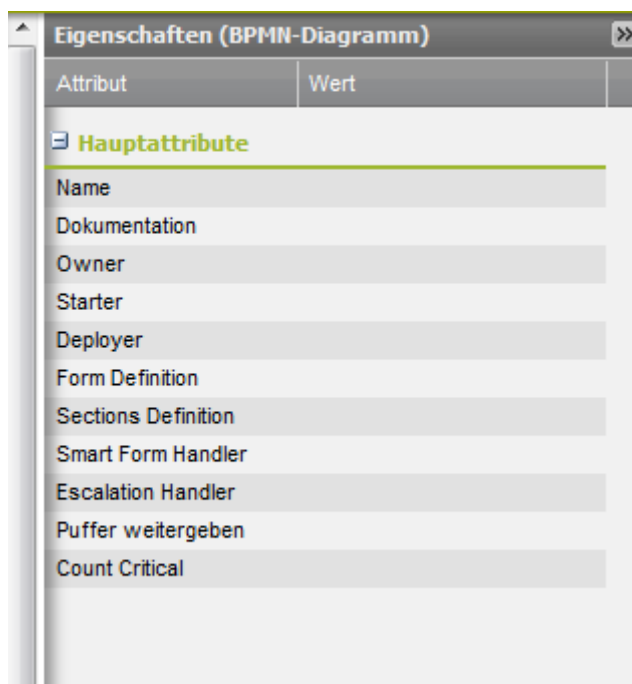 Eigenschaften (BPMN-Diagramm)
Attribut Wert
Hauptattribute
Name
Dokumentation
Owner
Starter
Deployer
Form Definition
Sections Definition
Smart Form Handler
Escalation Handler
Puffer weitergeben
Count Critical